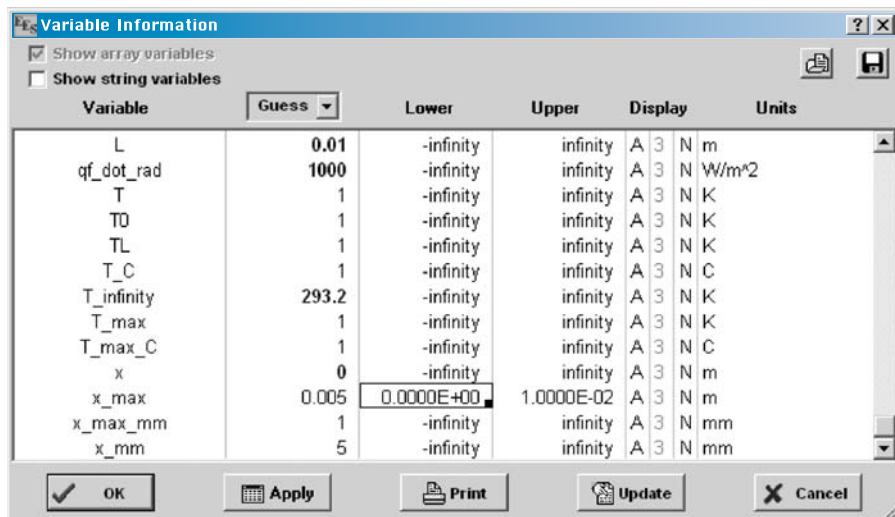 EES Variable Information ? X
Show array variables
Show string variables
Variable Guess Lower Upper Display Units
L 0.01 -infinity infinity A 3 N m
qf_dot_rad 1000 -infinity infinity A 3 N W/m^2
T 1 -infinity infinity A 3 N K
T0 1 -infinity infinity A 3 N K
TL 1 -infinity infinity A 3 N K
T_C 1 -infinity infinity A 3 N C
T_infinity 293.2 -infinity infinity A 3 N K
T_max 1 -infinity infinity A 3 N K
T_max_C 1 -infinity infinity A 3 N C
x 0 -infinity infinity A 3 N m
x_max 0.005 0.0000E+00 1.0000E-02 A 3 N m
x_max_mm 1 -infinity infinity A 3 N mm
x_mm 5 -infinity infinity A 3 N mm
OK Apply Print Update Cancel